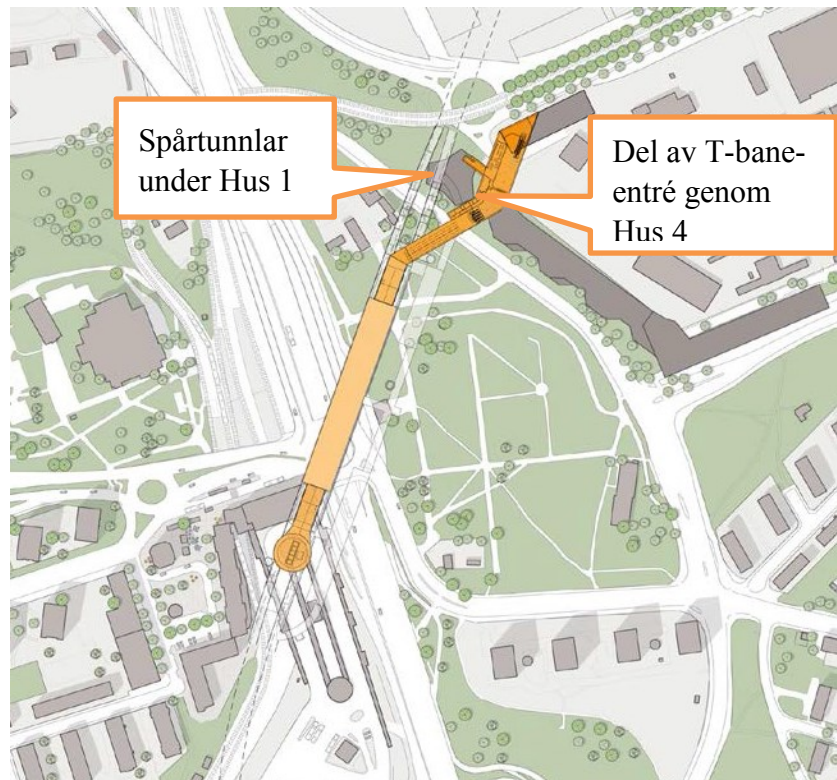 Spårtunnlar
under Hus 1
Del av T-bane-
entré genom
Hus 4